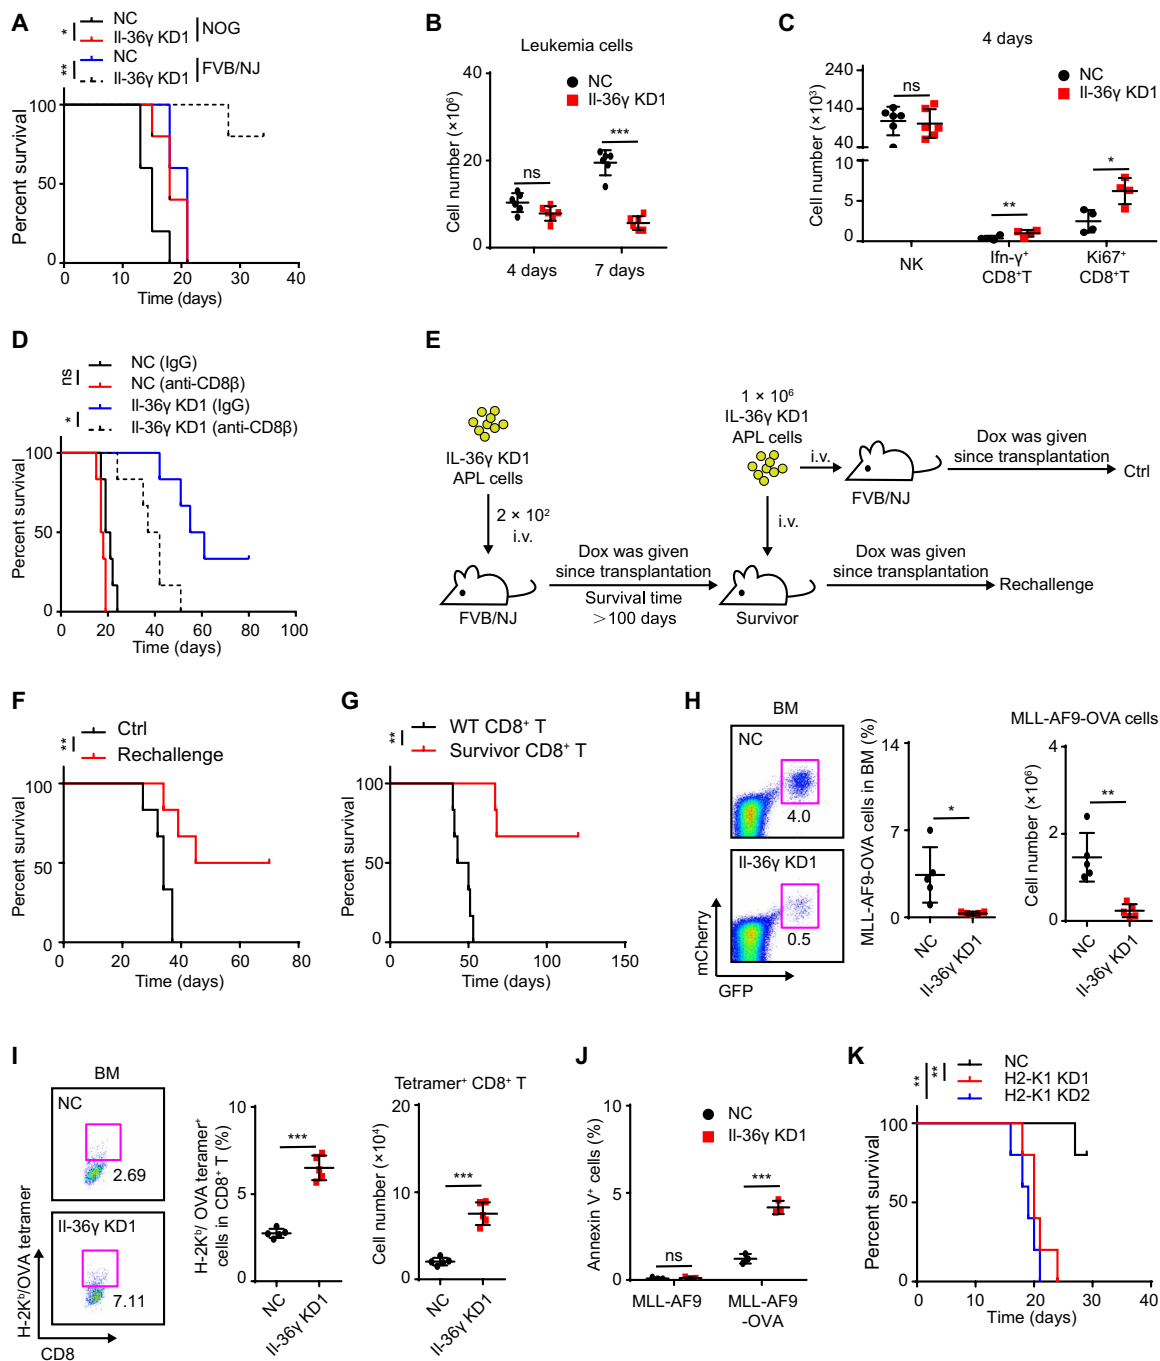 A
NC
Il-36γ KD1
NOG
*
NC
Il-36γ KD1
FVB/NJ
**
Percent survival
100
50
0
0 10 20 30 40
Time (days)
B
Leukemia cells
NC
Il-36γ KD1
Cell number (×10⁶)
40
20
0
ns
***
4 days 7 days
C
4 days
NC
Il-36γ KD1
Cell number (×10³)
240
140
40
10
5
0
ns
**
*
NK
Ifn-γ⁺
CD8⁺T
Ki67⁺
CD8⁺T
D
NC (IgG)
NC (anti-CD8β)
ns
Il-36γ KD1 (IgG)
Il-36γ KD1 (anti-CD8β)
*
Percent survival
100
50
0
0 20 40 60 80 100
Time (days)
E
IL-36γ KD1
APL cells
2 × 10²
i.v.
FVB/NJ
Dox was given
since transplantation
Survival time
>100 days
1 × 10⁶
IL-36γ KD1
APL cells
i.v.
i.v.
FVB/NJ
Dox was given
since transplantation
Ctrl
Survivor
Dox was given
since transplantation
Rechallenge
F
Ctrl
Rechallenge
**
Percent survival
100
50
0
0 20 40 60 80
Time (days)
G
WT CD8⁺ T
Survivor CD8⁺ T
**
Percent survival
100
50
0
0 50 100 150
Time (days)
H
BM
NC
4.0
Il-36γ KD1
0.5
mCherry
GFP
MLL-AF9-OVA cells in BM (%)
14
7
0
*
NC
Il-36γ KD1
MLL-AF9-OVA cells
Cell number (×10⁶)
4
2
0
**
NC
Il-36γ KD1
I
BM
NC
2.69
Il-36γ KD1
7.11
H-2Kᵇ/OVA tetramer
CD8
H-2Kᵇ/ OVA teramer⁺
cells in CD8⁺ T (%)
10
5
0
***
NC
Il-36γ KD1
Tetramer⁺ CD8⁺ T
Cell number (×10⁴)
20
10
0
***
NC
Il-36γ KD1
J
NC
Il-36γ KD1
Annexin V⁺ cells (%)
10
5
0
ns
***
MLL-AF9
MLL-AF9
-OVA
K
NC
H2-K1 KD1
H2-K1 KD2
**
**
Percent survival
100
50
0
0 10 20 30 40
Time (days)